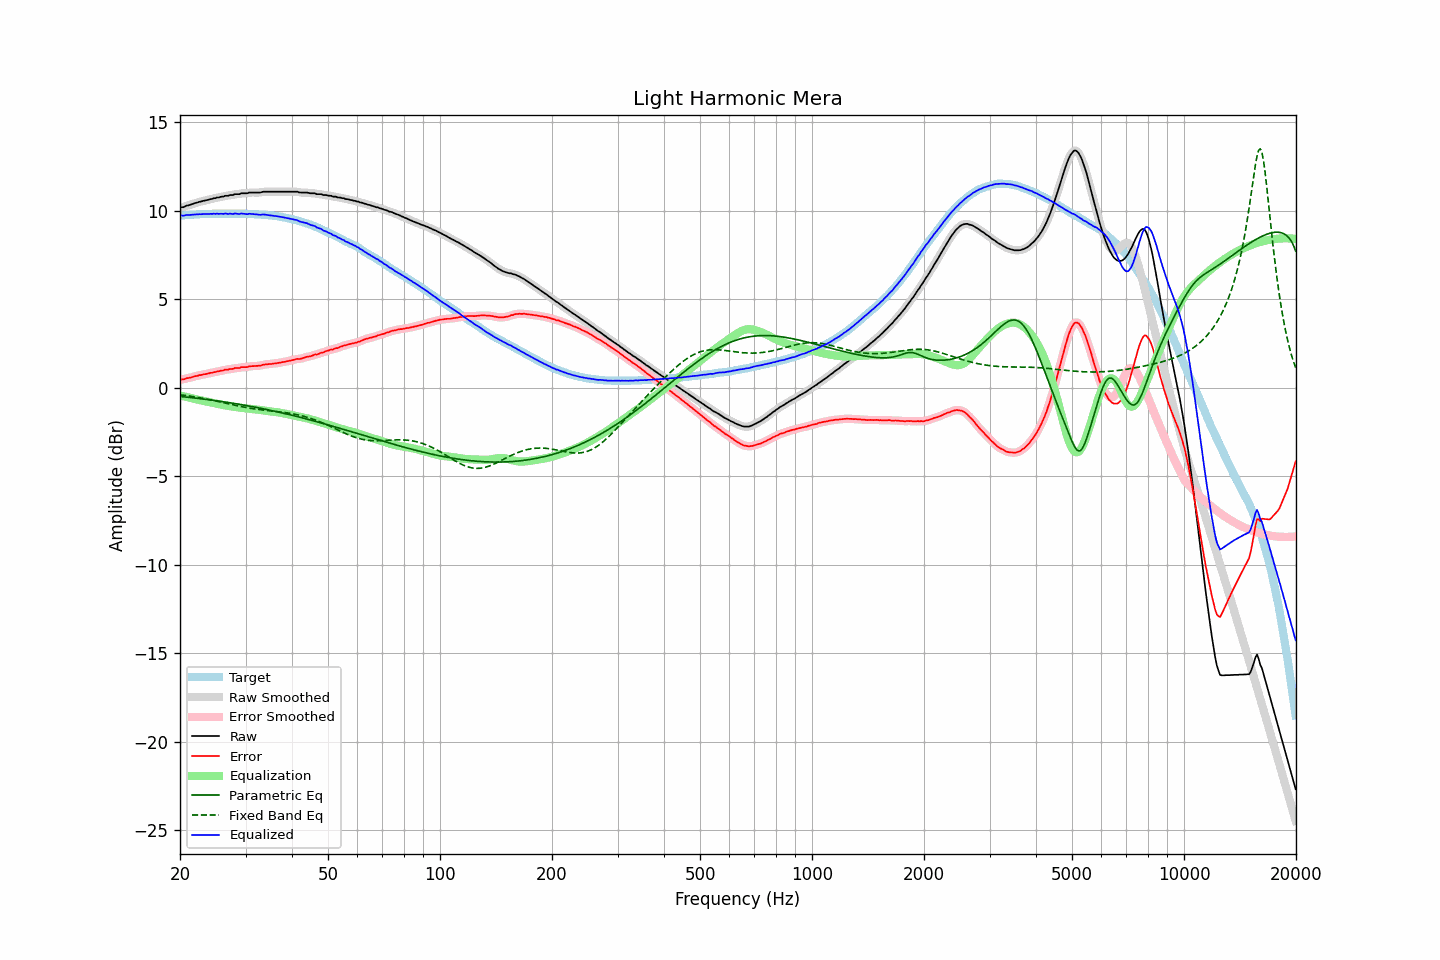 Light Harmonic Mera
15
10
5
0
−5
−10
−15
−20
−25
Amplitude (dBr)
Target
Raw Smoothed
Error Smoothed
Raw
Error
Equalization
Parametric Eq
Fixed Band Eq
Equalized
20 50 100 200 500 1000 2000 5000 10000 20000
Frequency (Hz)